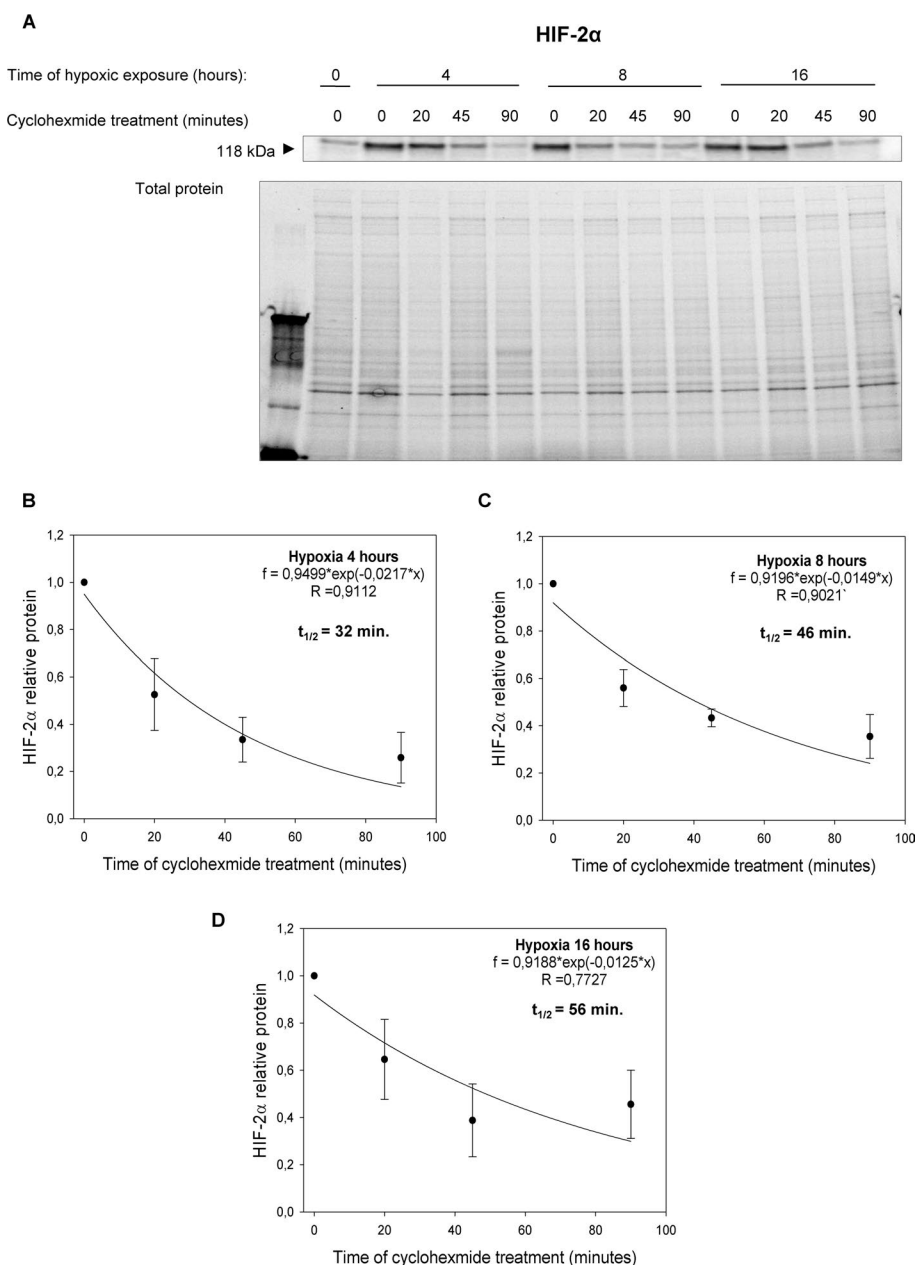 A
HIF-2α
Time of hypoxic exposure (hours): 0 4 8 16
Cyclohexmide treatment (minutes) 0 0 20 45 90 0 20 45 90 0 20 45 90
118 kDa
Total protein
B
1,2
1,0
0,8
0,6
0,4
0,2
0,0
HIF-2α relative protein
Hypoxia 4 hours
f = 0,9499*exp(-0,0217*x)
R =0,9112
t1/2 = 32 min.
0 20 40 60 80 100
Time of cyclohexmide treatment (minutes)
C
1,2
1,0
0,8
0,6
0,4
0,2
0,0
HIF-2α relative protein
Hypoxia 8 hours
f = 0,9196*exp(-0,0149*x)
R =0,9021`
t1/2 = 46 min.
0 20 40 60 80 100
Time of cyclohexmide treatment (minutes)
D
1,2
1,0
0,8
0,6
0,4
0,2
0,0
HIF-2α relative protein
Hypoxia 16 hours
f = 0,9188*exp(-0,0125*x)
R =0,7727
t1/2 = 56 min.
0 20 40 60 80 100
Time of cyclohexmide treatment (minutes)